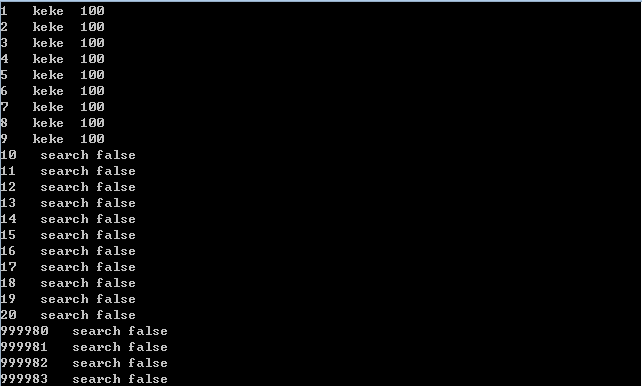 1   keke  100
2   keke  100
3   keke  100
4   keke  100
5   keke  100
6   keke  100
7   keke  100
8   keke  100
9   keke  100
10   search false
11   search false
12   search false
13   search false
14   search false
15   search false
16   search false
17   search false
18   search false
19   search false
20   search false
999980   search false
999981   search false
999982   search false
999983   search false